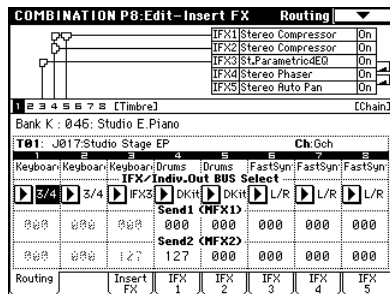 COMBINATION P8:Edit-Insert FX Routing
IFX1 Stereo Compressor On
IFX2 Stereo Compressor On
IFX3 St.Parametric4EQ On
IFX4 Stereo Phaser On
IFX5 Stereo Auto Pan On
1 2 3 4 5 6 7 8 [Timbre] [Chain]
Bank K : 046: Studio E.Piano
T01: J017:Studio Stage EP Ch:Gch
1 2 3 4 5 6 7 8
Keyboar Keyboar Keyboar Drums Drums FastSyn FastSyn FastSyn
IFX/Indiv.Out BUS Select
3/4 3/4 IFX3 DKit DKit L/R L/R L/R
Send1 (MFX1)
000 000 000 000 000 000 000 000
Send2 (MFX2)
000 000 127 127 000 000 000 000
Routing Insert FX IFX 1 IFX 2 IFX 3 IFX 4 IFX 5